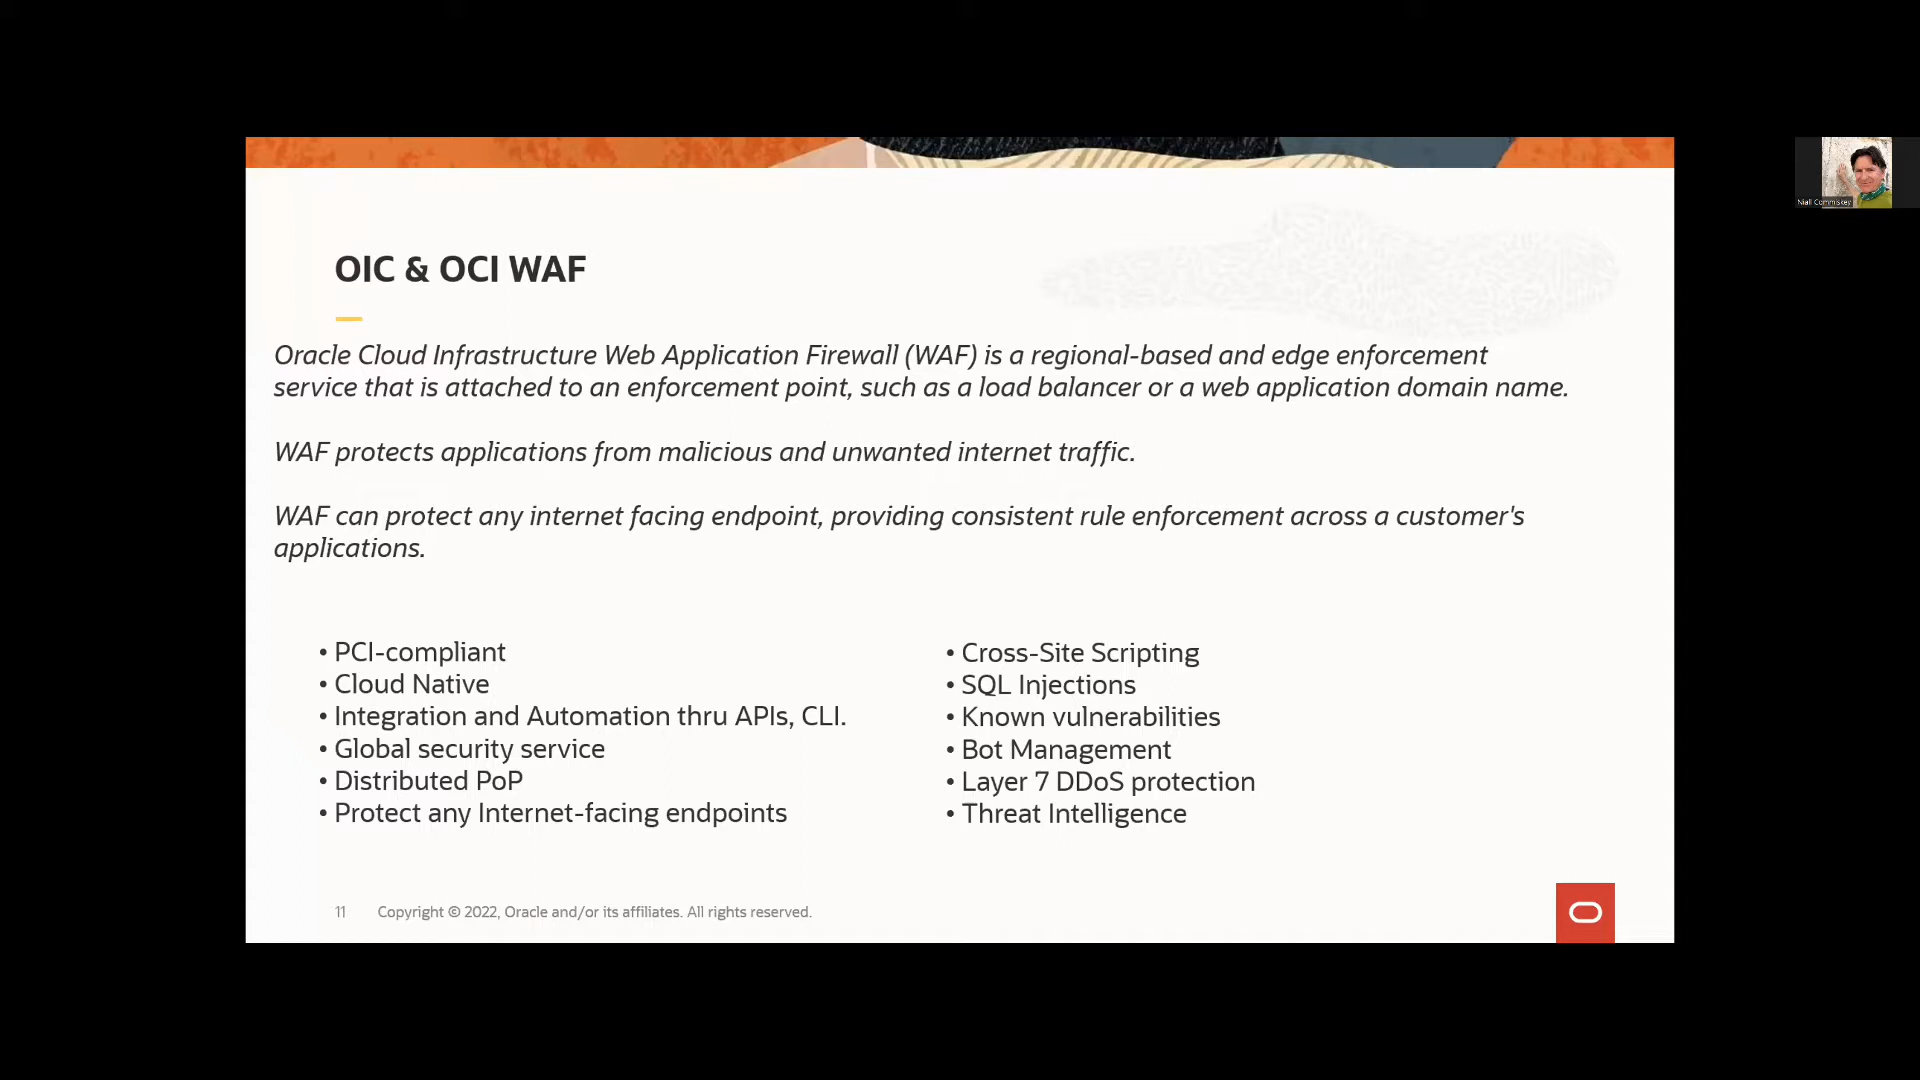 OIC & OCI WAF
Oracle Cloud Infrastructure Web Application Firewall (WAF) is a regional-based and edge enforcement
service that is attached to an enforcement point, such as a load balancer or a web application domain name.
WAF protects applications from malicious and unwanted internet traffic.
WAF can protect any internet facing endpoint, providing consistent rule enforcement across a customer's
applications.
• PCI-compliant
• Cloud Native
• Integration and Automation thru APIs, CLI.
• Global security service
• Distributed PoP
• Protect any Internet-facing endpoints
• Cross-Site Scripting
• SQL Injections
• Known vulnerabilities
• Bot Management
• Layer 7 DDoS protection
• Threat Intelligence
11 Copyright © 2022, Oracle and/or its affiliates. All rights reserved.
Niall Commiskey